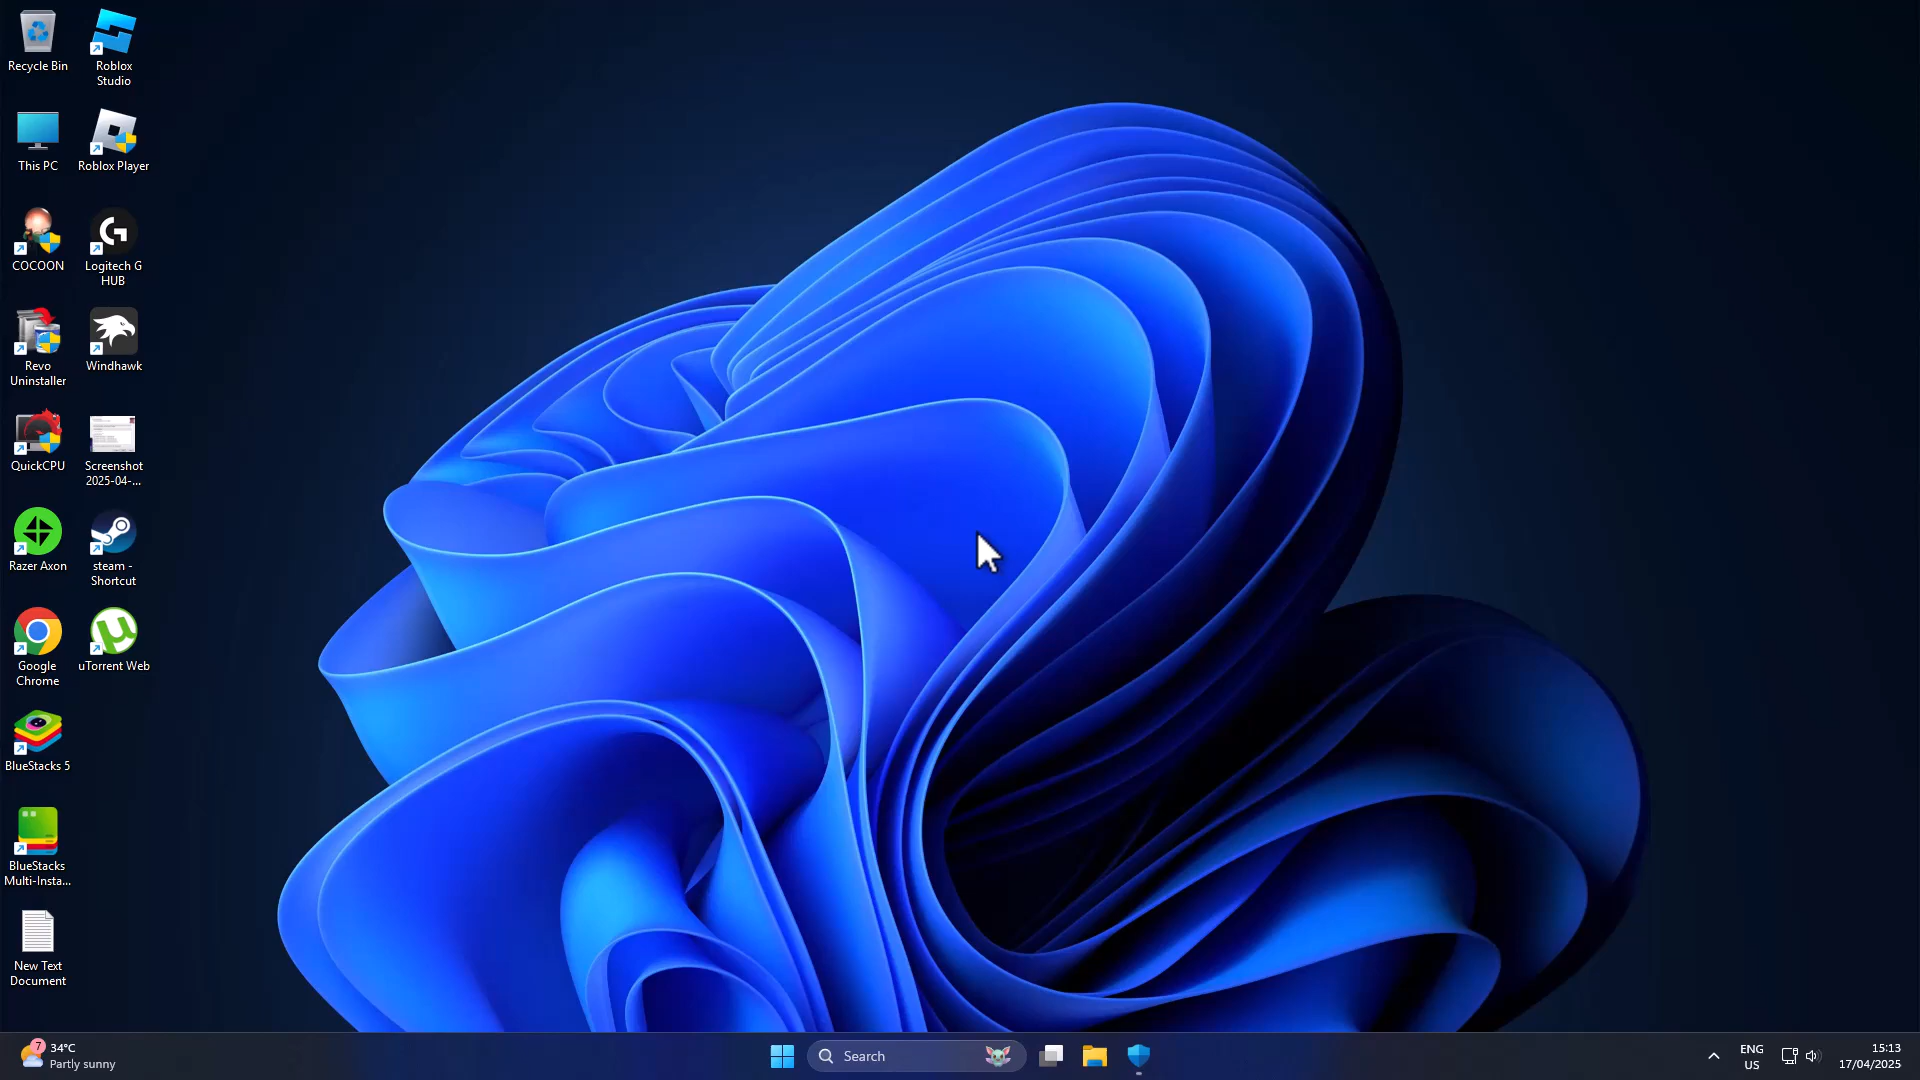 Recycle Bin
Roblox
Studio
This PC
Roblox Player
COCOON
Logitech G
HUB
Revo
Uninstaller
Windhawk
QuickCPU
Screenshot
2025-04-...
Razer Axon
steam -
Shortcut
Google
Chrome
uTorrent Web
BlueStacks 5
BlueStacks
Multi-Insta...
New Text
Document
7
34°C
Partly sunny
Search
ENG
US
15:13
17/04/2025